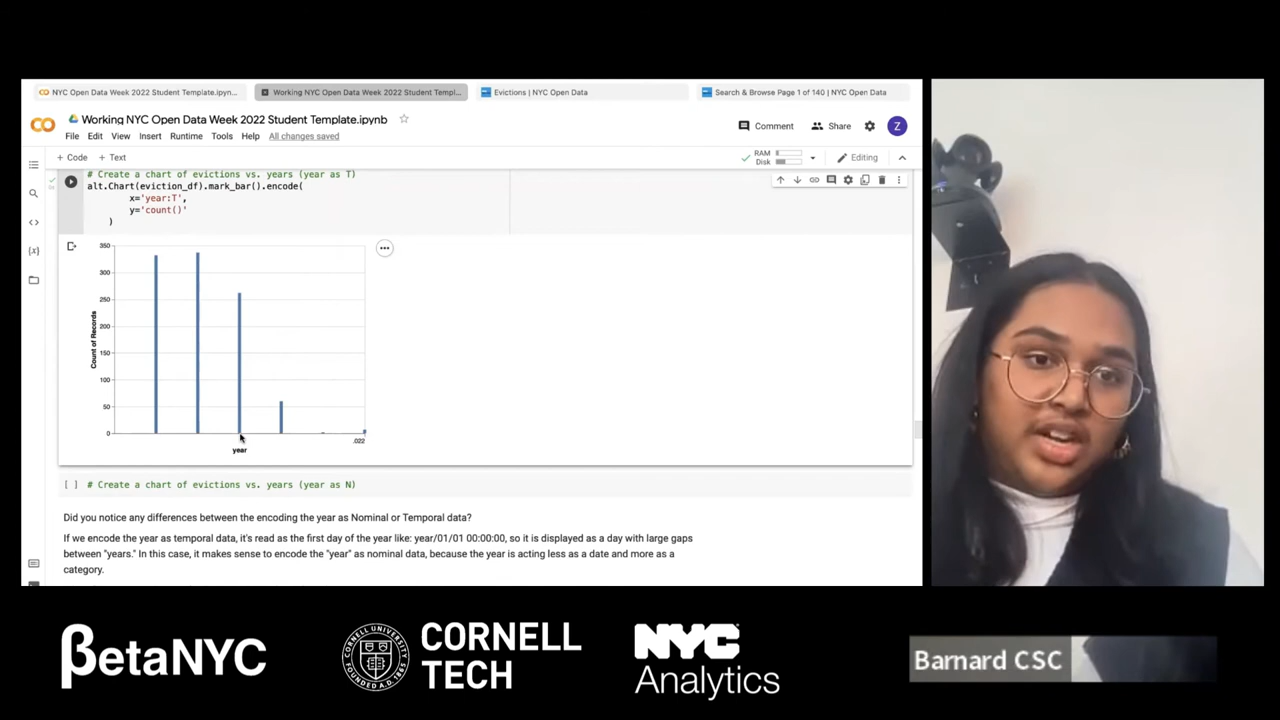 NYC Open Data Week 2022 Student Template.ipyn...
Working NYC Open Data Week 2022 Student Templ...
Evictions | NYC Open Data
Search & Browse Page 1 of 140 | NYC Open Data
Working NYC Open Data Week 2022 Student Template.ipynb
File Edit View Insert Runtime Tools Help All changes saved
Comment
Share
Z
+ Code + Text
RAM
Disk
Editing
# Create a chart of evictions vs. years (year as T)
alt.Chart(eviction_df).mark_bar().encode(
x='year:T',
y='count()'
)
350
300
250
200
150
100
50
0
Count of Records
2022
year
[ ] # Create a chart of evictions vs. years (year as N)
Did you notice any differences between the encoding the year as Nominal or Temporal data?
If we encode the year as temporal data, it's read as the first day of the year like: year/01/01 00:00:00, so it is displayed as a day with large gaps
between "years." In this case, it makes sense to encode the "year" as nominal data, because the year is acting less as a date and more as a
category.
βetaNYC
CORNELL
TECH
NYC
Analytics
Barnard CSC